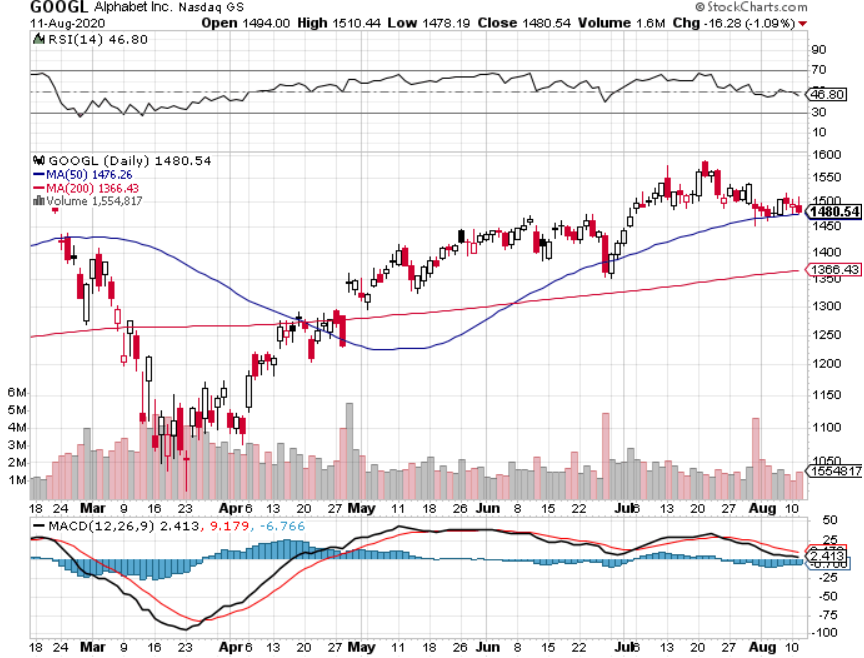 GOOGL Alphabet Inc. Nasdaq GS © StockCharts.com
11-Aug-2020 Open 1494.00 High 1510.44 Low 1478.19 Close 1480.54 Volume 1.6M Chg -16.28 (-1.09%)
RSI(14) 46.80
90
70
46.80
30
10
GOOGL (Daily) 1480.54
MA(50) 1476.26
MA(200) 1366.43
Volume 1,554,817
1600
1550
1500
1480.54
1450
1400
1366.43
1350
1300
1250
1200
1150
1100
1050
1554817
6M
5M
4M
3M
2M
1M
18 24 Mar 9 16 23 Apr 6 13 20 27 May 11 18 26 Jun 8 15 22 Jul 6 13 20 27 Aug 10
MACD(12,26,9) 2.413, 9.179, -6.766
50
25
2.413
-25
-50
-75
-100
18 24 Mar 9 16 23 Apr 6 13 20 27 May 11 18 26 Jun 8 15 22 Jul 6 13 20 27 Aug 10